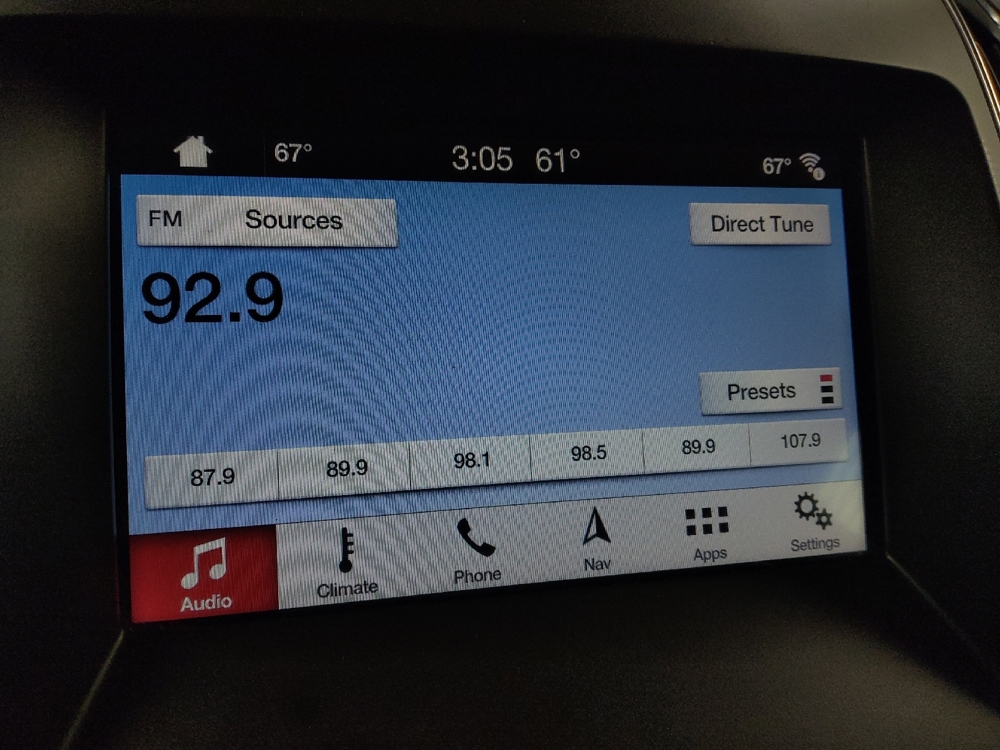 67° 3:05 61° 67°
FM Sources Direct Tune
92.9
Presets
87.9 89.9 98.1 98.5 89.9 107.9
Audio Climate Phone Nav Apps Settings